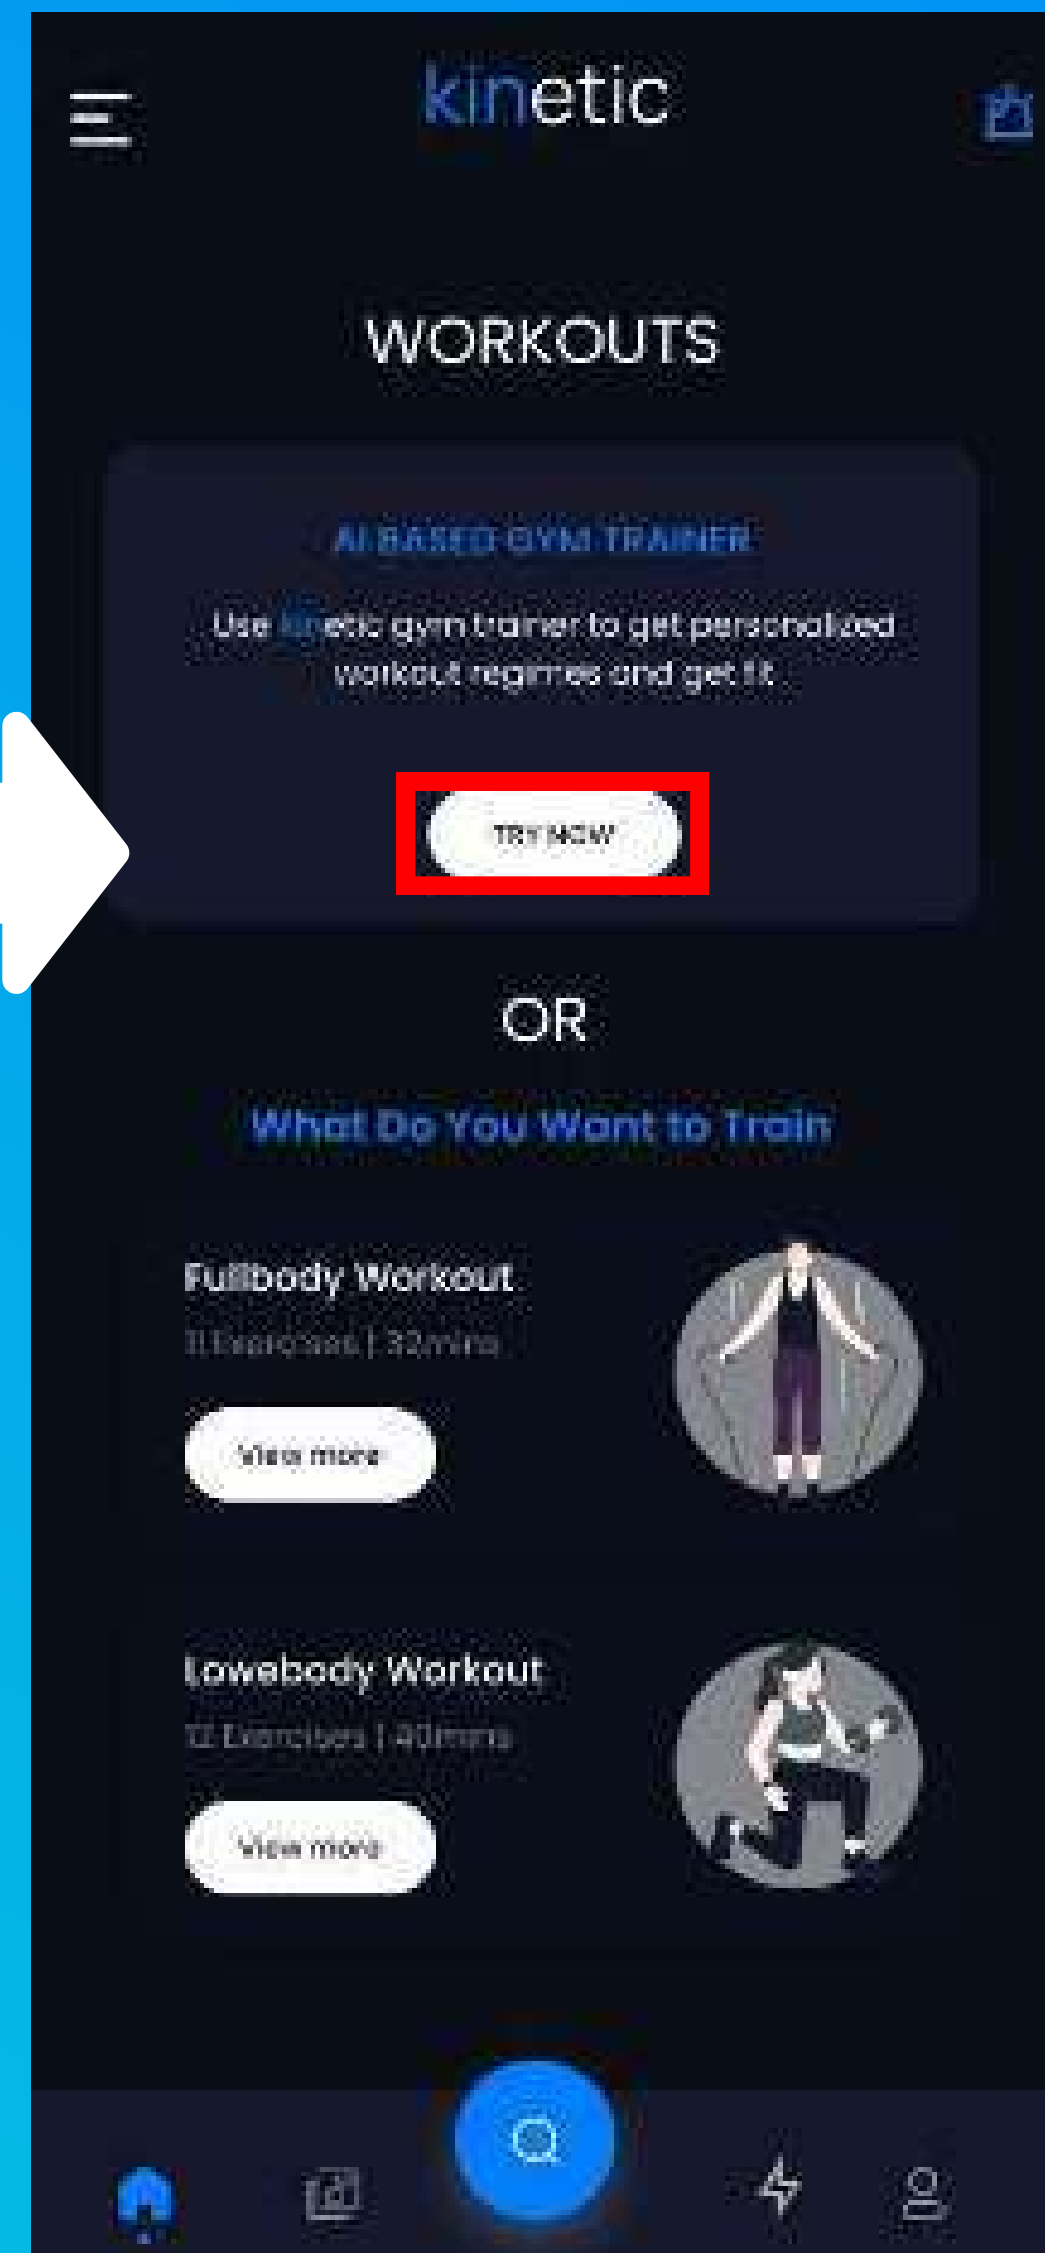 kinetic
WORKOUTS
AI BASED GYM TRAINER
Use kinetic gym trainer to get personalized
workout regimes and get fit
TRY NOW
OR
What Do You Want to Train
Fullbody Workout
11 Exercises | 32mins
View more
Lowebody Workout
12 Exercises | 40mins
View more